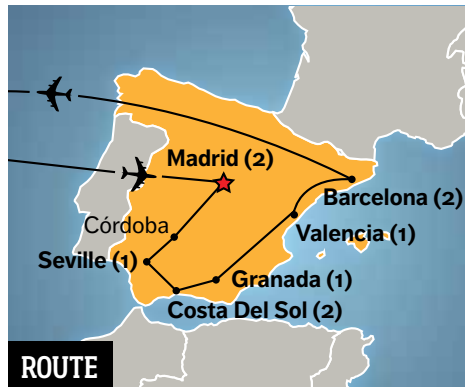 Madrid (2)
Barcelona (2)
Córdoba
Valencia (1)
Seville (1)
Granada (1)
Costa Del Sol (2)
ROUTE